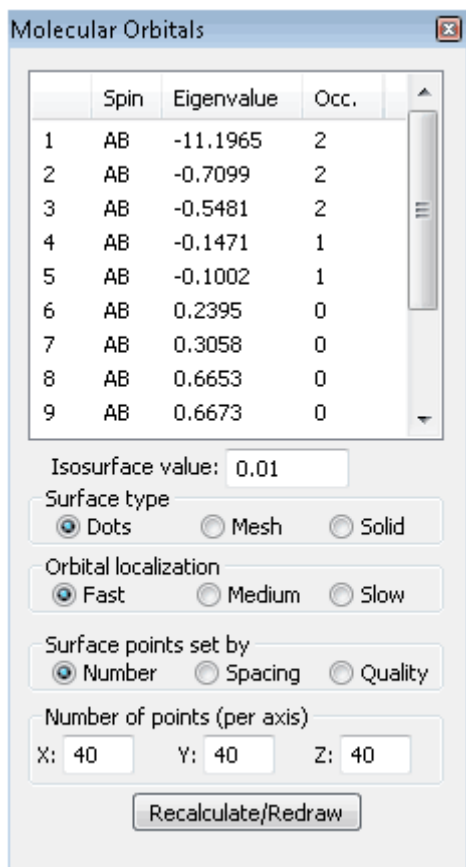 Molecular Orbitals
Spin Eigenvalue Occ.
1 AB -11.1965 2
2 AB -0.7099 2
3 AB -0.5481 2
4 AB -0.1471 1
5 AB -0.1002 1
6 AB 0.2395 0
7 AB 0.3058 0
8 AB 0.6653 0
9 AB 0.6673 0
Isosurface value: 0.01
Surface type
Dots Mesh Solid
Orbital localization
Fast Medium Slow
Surface points set by
Number Spacing Quality
Number of points (per axis)
X: 40 Y: 40 Z: 40
Recalculate/Redraw